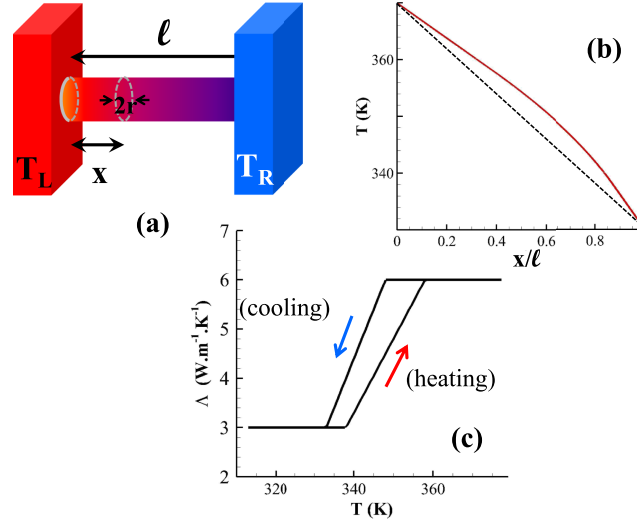 ℓ
2r
T_L
T_R
x
(a)
(b)
T (K)
360
340
0
0.2
0.4
0.6
0.8
x/ℓ
7
6
5
4
3
2
Λ (W.m⁻¹.K⁻¹)
(cooling)
(heating)
(c)
320
340
360
T (K)